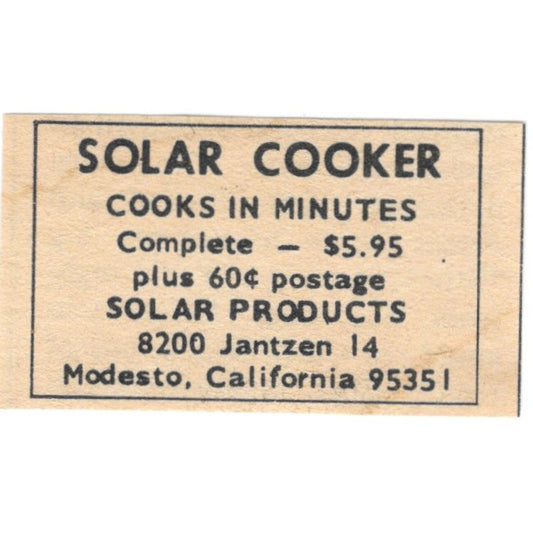 SOLAR COOKER
COOKS IN MINUTES
Complete — $5.95
plus 60¢ postage
SOLAR PRODUCTS
8200 Jantzen 14
Modesto, California 95351